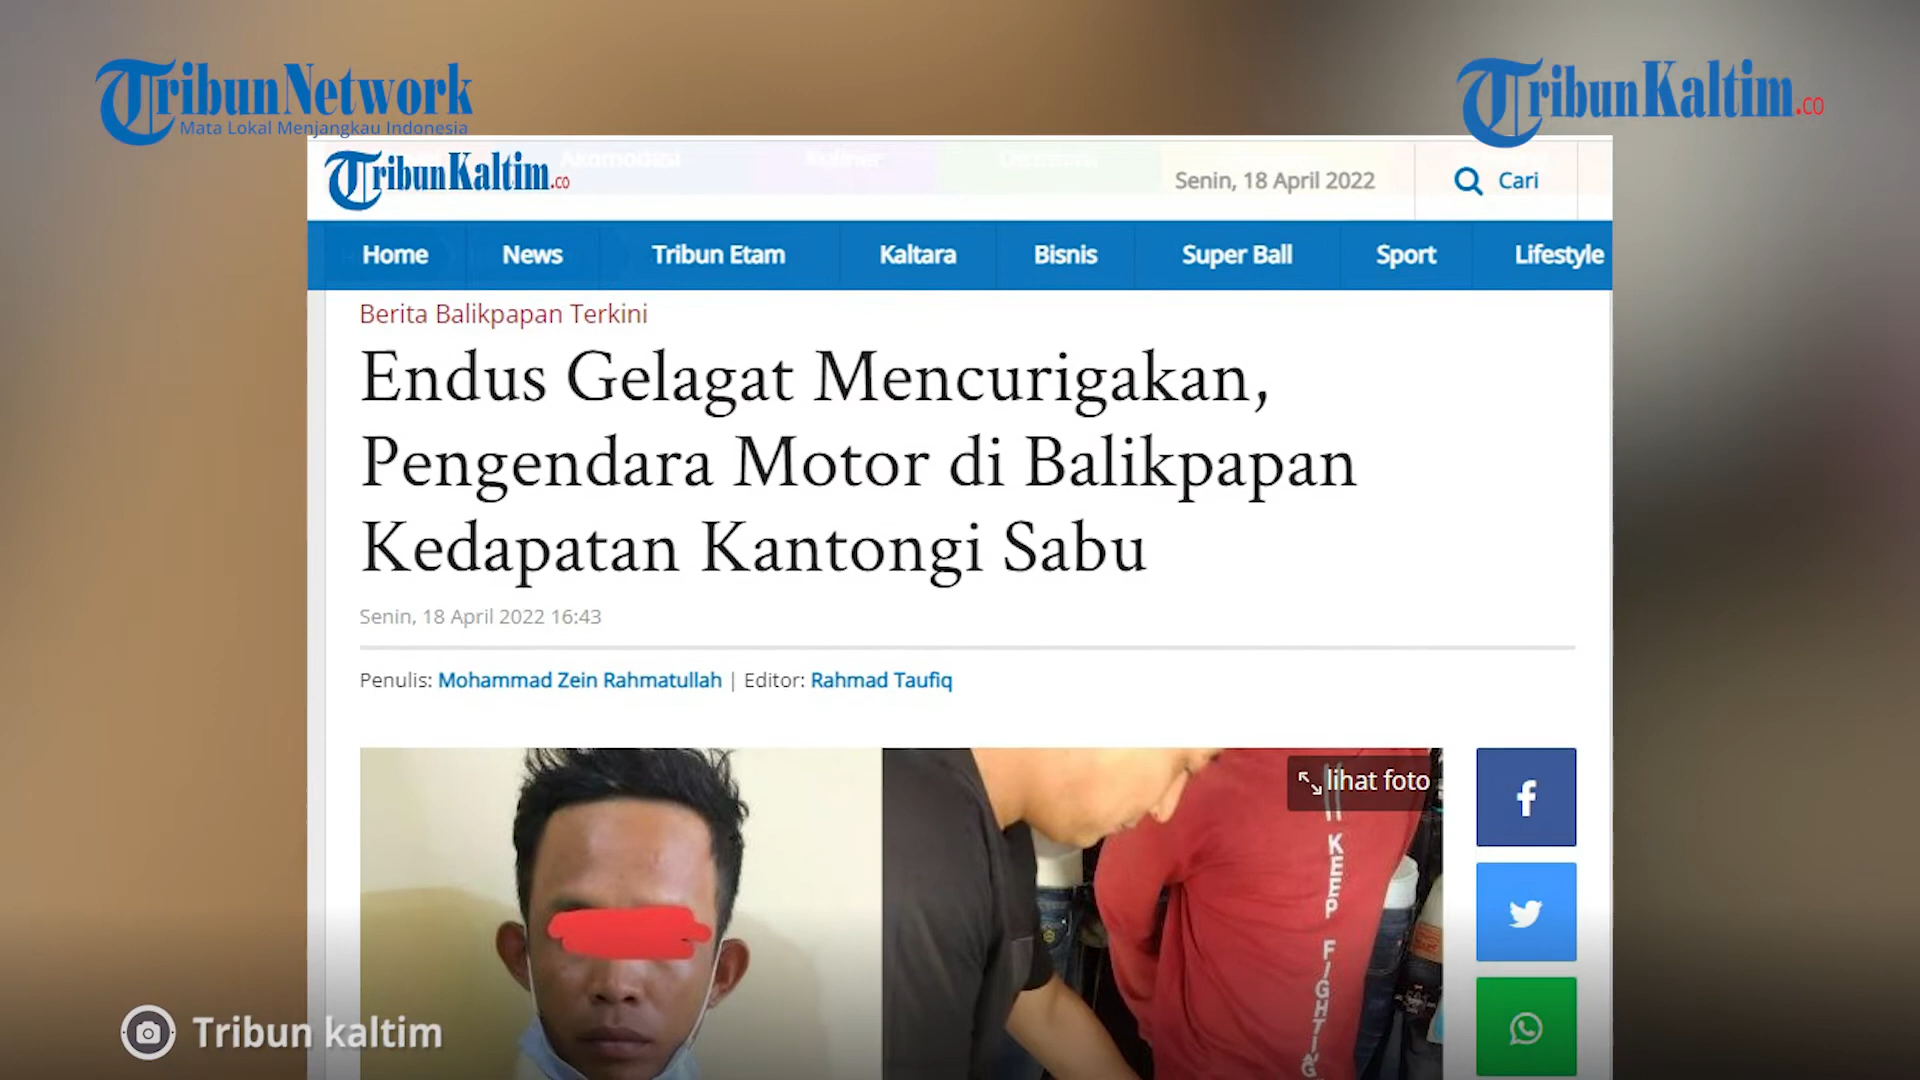 TribunNetwork
Mata Lokal Menjangkau Indonesia
TribunKaltim.co
TribunKaltim.co
Akomodasi
Kuliner
Senin, 18 April 2022
Cari
Home News Tribun Etam Kaltara Bisnis Super Ball Sport Lifestyle
Berita Balikpapan Terkini
Endus Gelagat Mencurigakan,
Pengendara Motor di Balikpapan
Kedapatan Kantongi Sabu
Senin, 18 April 2022 16:43
Penulis: Mohammad Zein Rahmatullah | Editor: Rahmad Taufiq
lihat foto
KEEP FIGHTING
Tribun kaltim